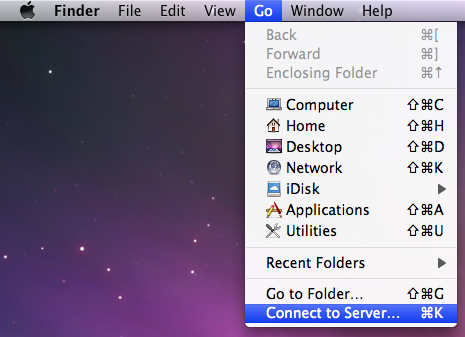 Finder File Edit View Go Window Help
Back ⌘[
Forward ⌘]
Enclosing Folder ⌘↑
Computer ⇧⌘C
Home ⇧⌘H
Desktop ⇧⌘D
Network ⇧⌘K
iDisk
Applications ⇧⌘A
Utilities ⇧⌘U
Recent Folders
Go to Folder... ⇧⌘G
Connect to Server... ⌘K